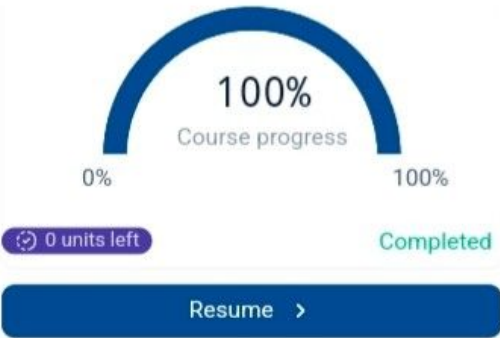 100%
Course progress
0% 100%
0 units left Completed
Resume >